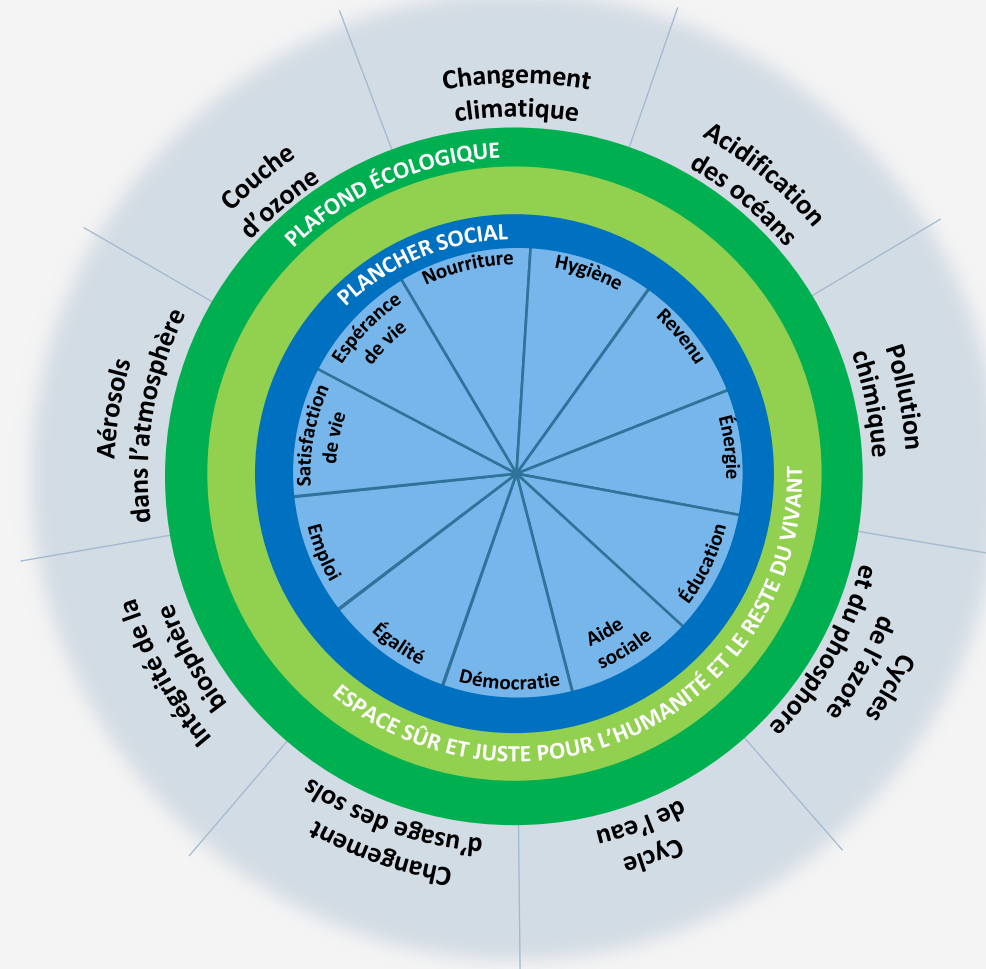 Changement
climatique
Acidification
des océans
Pollution
chimique
Cycles
de l'azote
et du phosphore
Cycle
de l'eau
Changement
d'usage des sols
Intégrité de la
biosphère
Aérosols
dans l'atmosphère
Couche
d'ozone
PLAFOND ÉCOLOGIQUE
ESPACE SÛR ET JUSTE POUR L'HUMANITÉ ET LE RESTE DU VIVANT
PLANCHER SOCIAL
Nourriture
Hygiène
Revenu
Énergie
Éducation
Aide
sociale
Démocratie
Égalité
Emploi
Satisfaction
de vie
Espérance
de vie